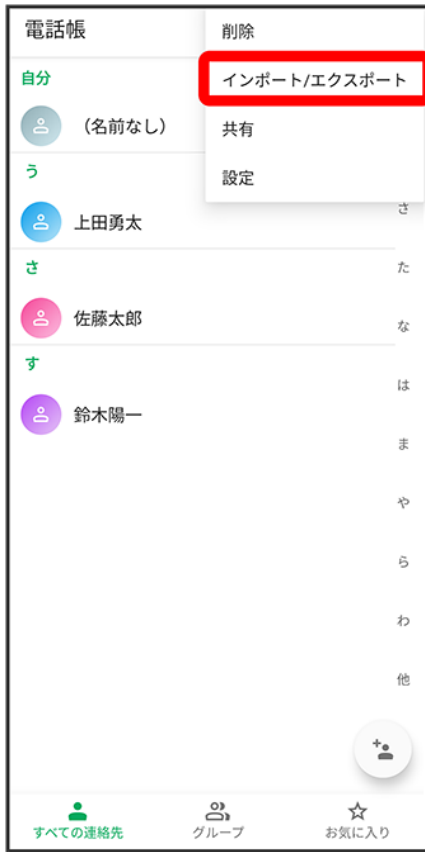 電話帳
削除
自分
インポート/エクスポート
(名前なし)
共有
う
設定
上田勇太
さ
さ
た
佐藤太郎
な
す
は
鈴木陽一
ま
や
ら
わ
他
すべての連絡先
グループ
お気に入り